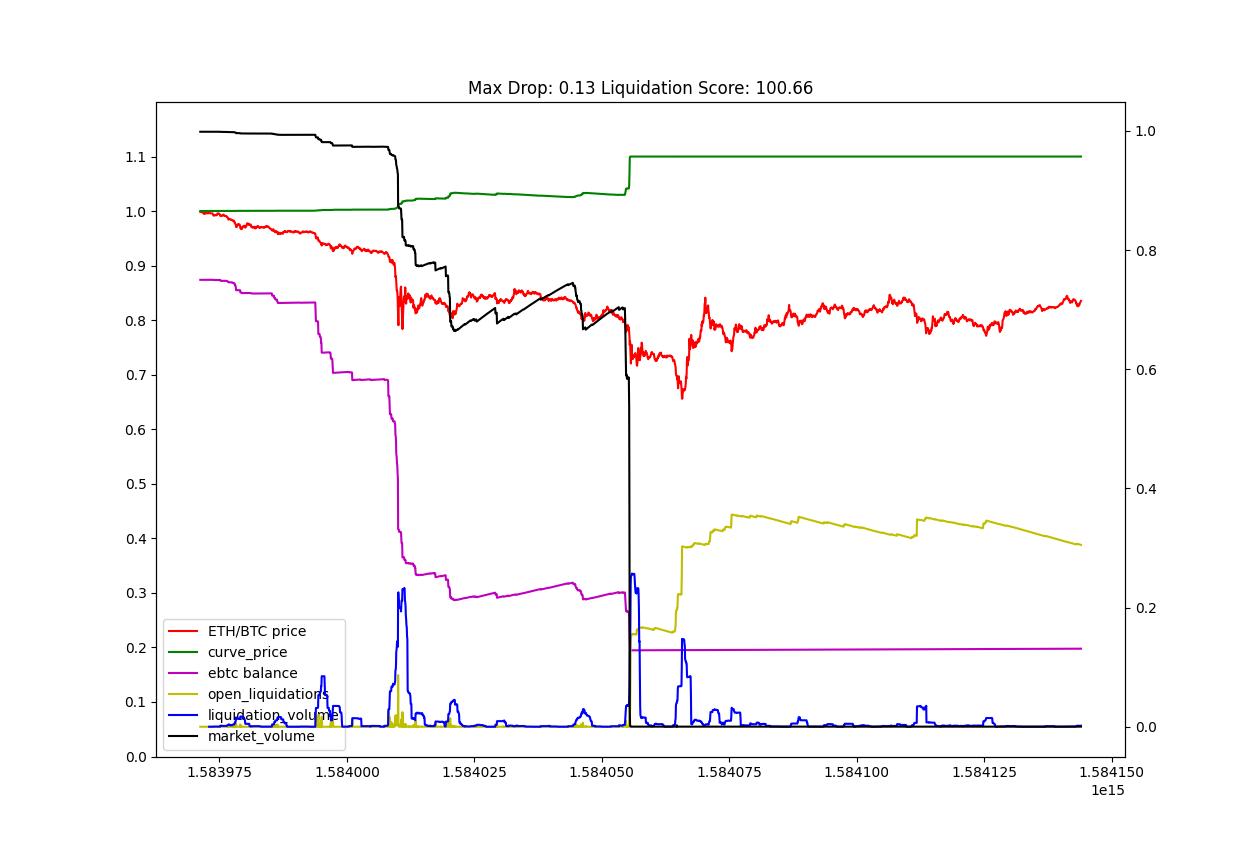 Max Drop: 0.13 Liquidation Score: 100.66
1.1
1.0
0.9
0.8
0.7
0.6
0.5
0.4
0.3
0.2
0.1
0.0
1.0
0.8
0.6
0.4
0.2
0.0
ETH/BTC price
curve_price
ebtc balance
open_liquidations
liquidation_volume
market_volume
1.583975 1.584000 1.584025 1.584050 1.584075 1.584100 1.584125 1.584150
1e15